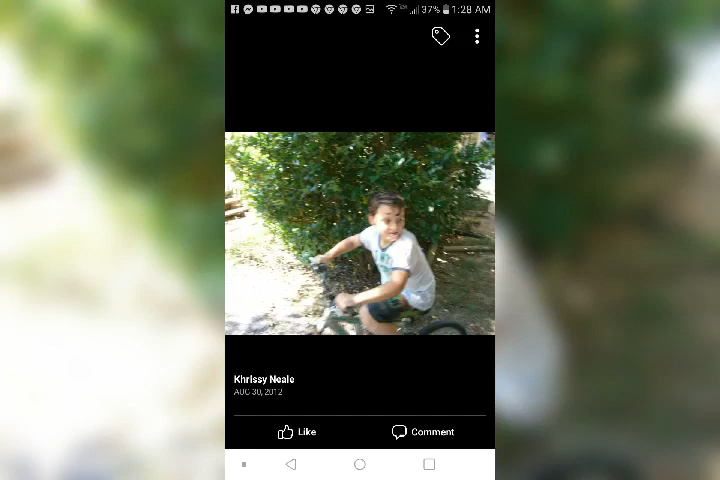 37% 1:28 AM
Khrissy Neale
AUG 30, 2012
Like
Comment